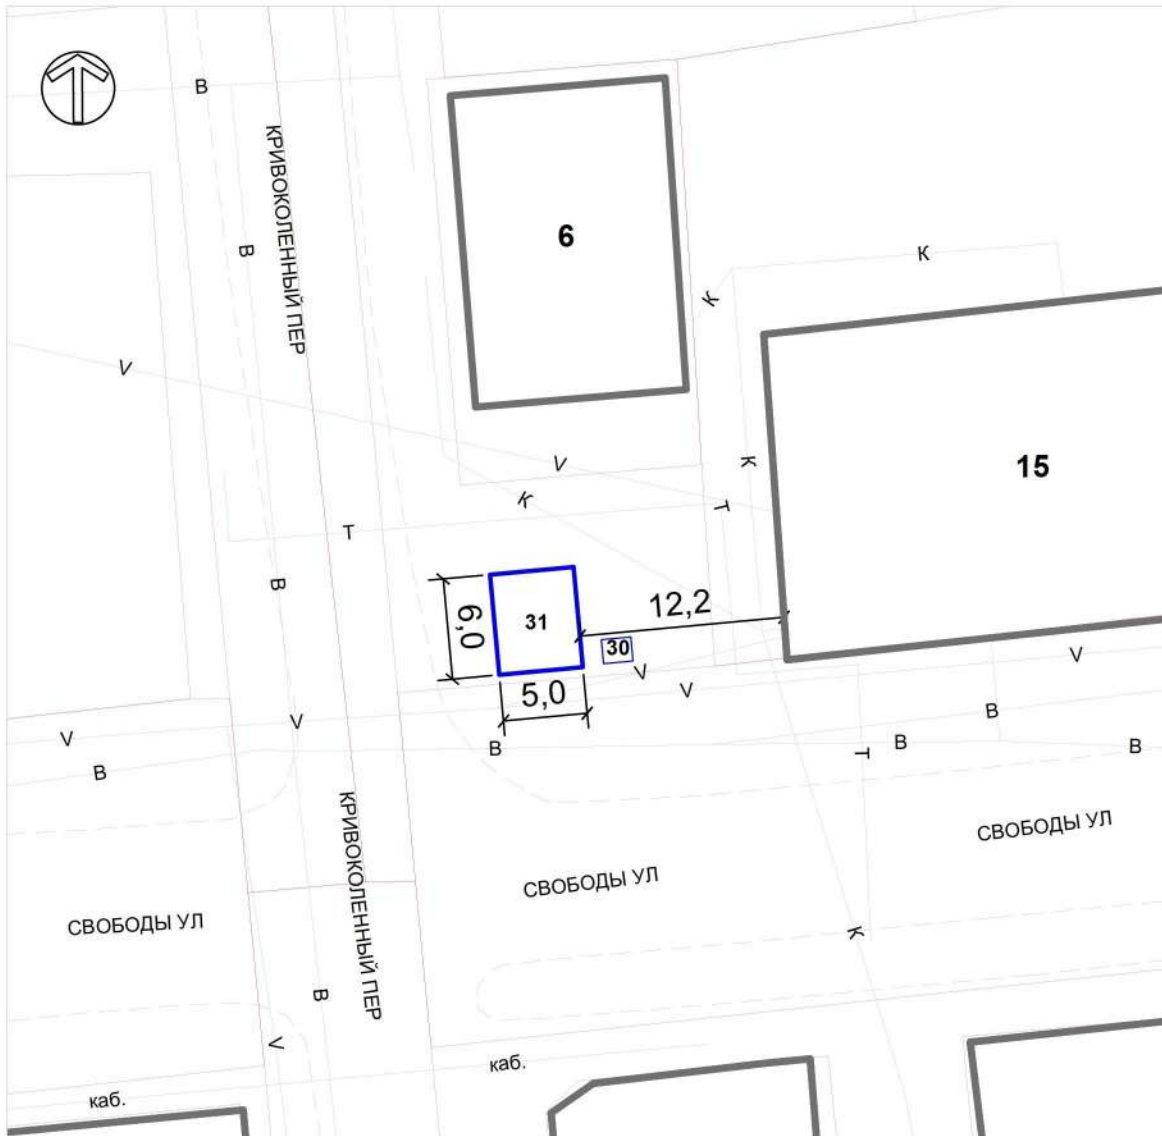 В
КРИВОКОЛЕННЫЙ ПЕР
6
В
К
К
V
V
К
15
К
Т
Т
В
6,0
31
12,2
30
V
V
V
5,0
V
V
В
В
В
Т
В
В
КРИВОКОЛЕННЫЙ ПЕР
СВОБОДЫ УЛ
СВОБОДЫ УЛ
СВОБОДЫ УЛ
К
В
V
каб.
каб.